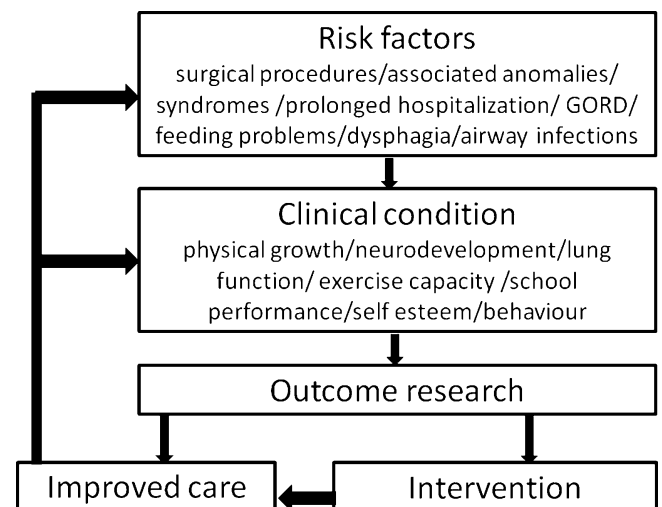 Risk factors
surgical procedures/associated anomalies/
syndromes /prolonged hospitalization/ GORD/
feeding problems/dysphagia/airway infections
Clinical condition
physical growth/neurodevelopment/lung
function/ exercise capacity /school
performance/self esteem/behaviour
Outcome research
Improved care
Intervention